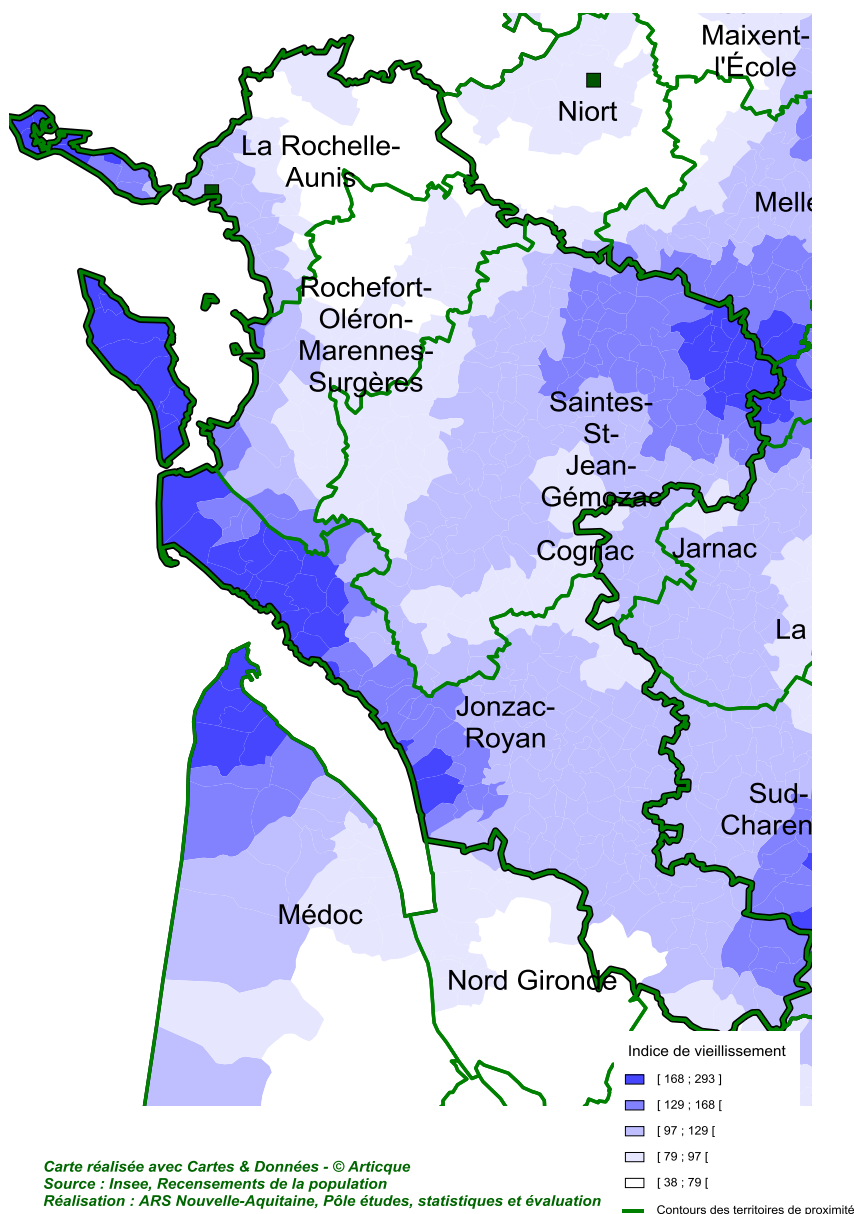 Maixent-
l'École
Niort
La Rochelle-
Aunis
Melle
Rochefort-
Oléron-
Marennes-
Surgères
Saintes-
St-
Jean-
Gémozac
Cognac
Jarnac
La
Jonzac-
Royan
Sud-
Charen
Médoc
Nord Gironde
Indice de vieillissement
[ 168 ; 293 ]
[ 129 ; 168 [
[ 97 ; 129 [
[ 79 ; 97 [
[ 38 ; 79 [
Contours des territoires de proximité
Carte réalisée avec Cartes & Données - © Articque
Source : Insee, Recensements de la population
Réalisation : ARS Nouvelle-Aquitaine, Pôle études, statistiques et évaluation